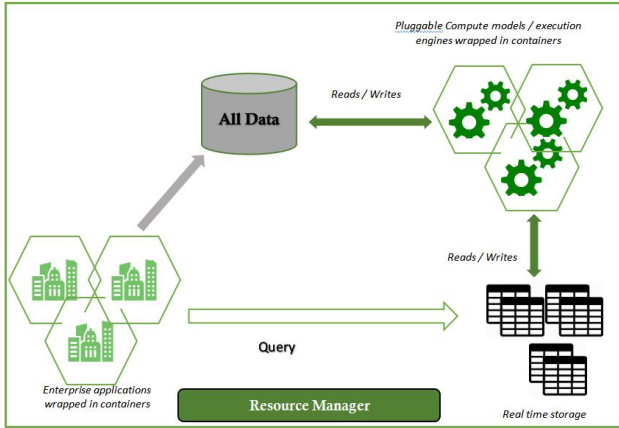 Pluggable Compute models / execution
engines wrapped in containers
Reads / Writes
All Data
Reads / Writes
Query
Enterprise applications
wrapped in containers
Resource Manager
Real time storage